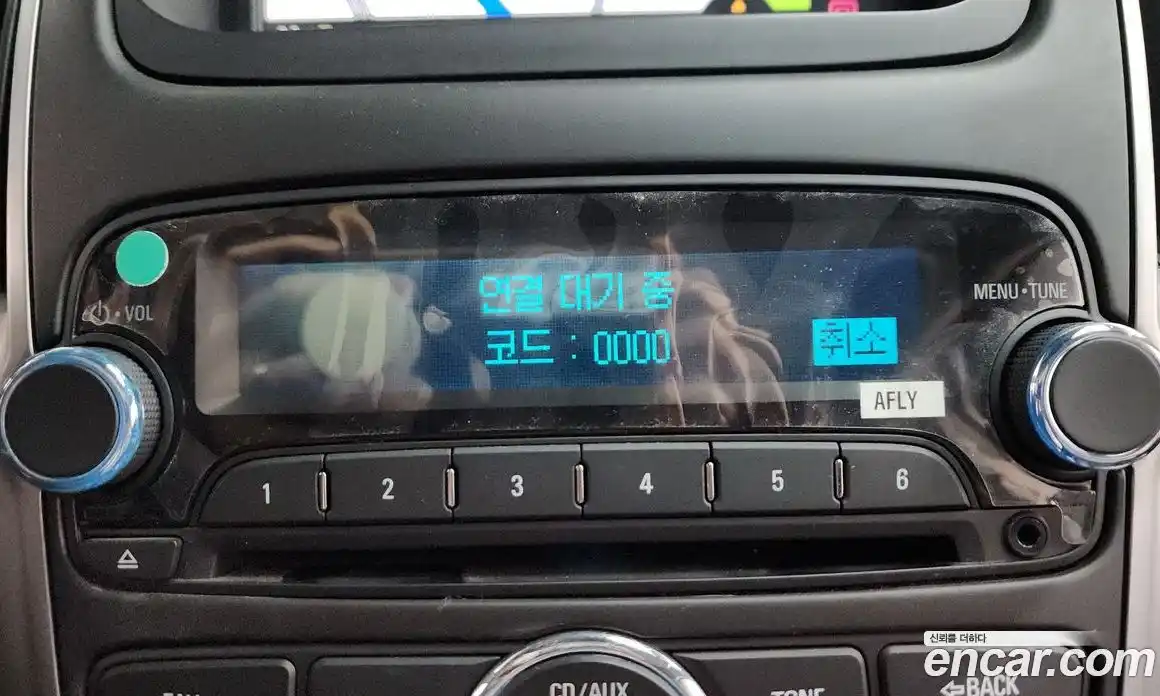 VOL
연결 대기 중
코드 : 0000
취소
MENU•TUNE
AFLY
1 2 3 4 5 6
CD/AUX
TONE
BACK
신뢰를 더하다
encar.com